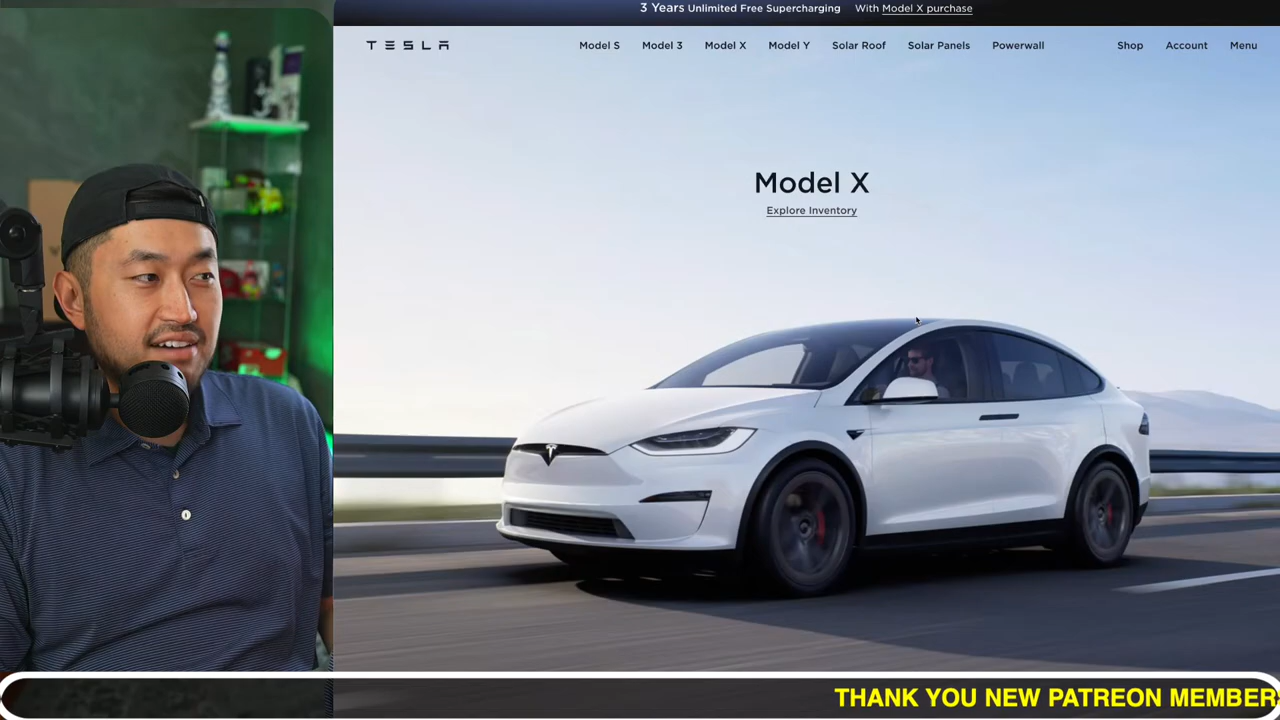 3 Years Unlimited Free Supercharging With Model X purchase
TESLA Model S Model 3 Model X Model Y Solar Roof Solar Panels Powerwall Shop Account Menu
Model X
Explore Inventory
THANK YOU NEW PATREON MEMBER